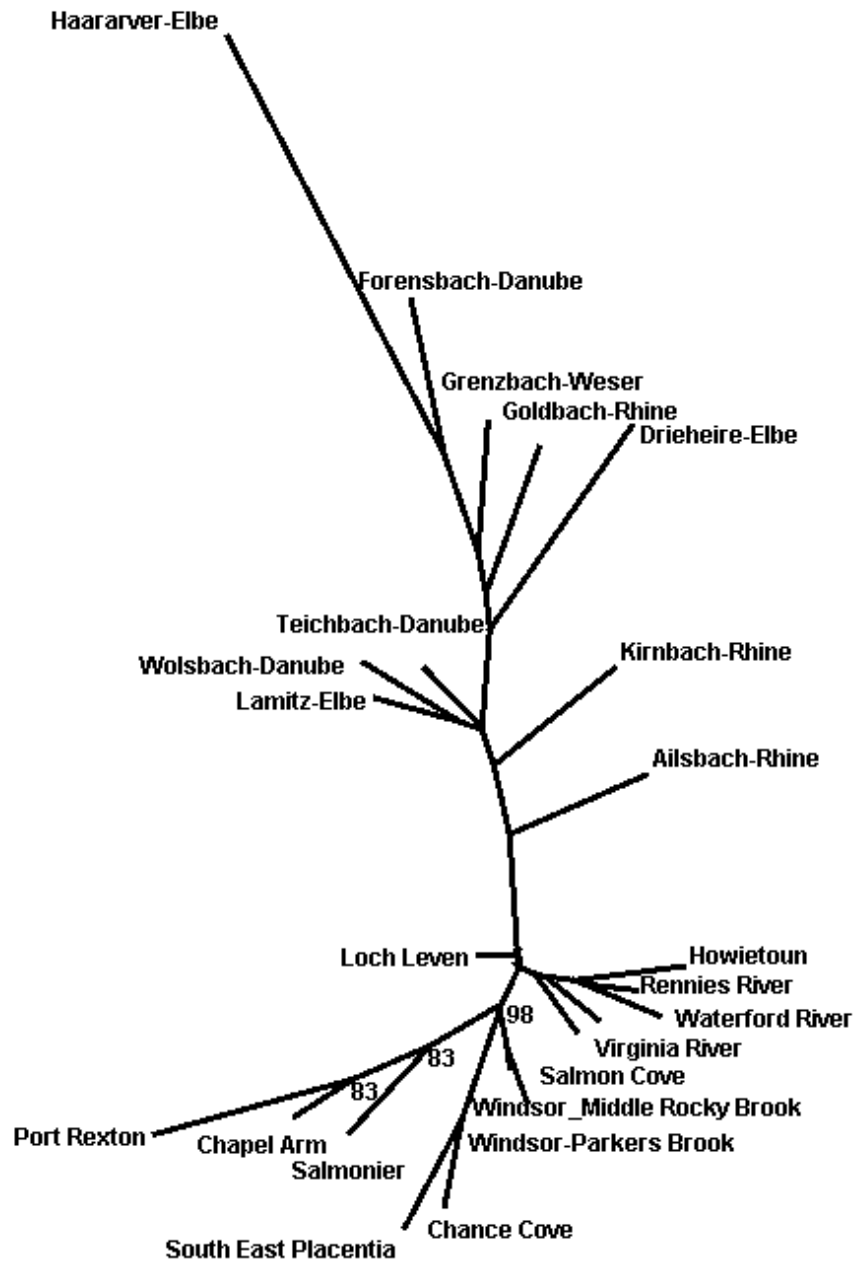 Haararver-Elbe
Forensbach-Danube
Grenzbach-Weser
Goldbach-Rhine
Drieheire-Elbe
Teichbach-Danube
Kirnbach-Rhine
Wolsbach-Danube
Lamitz-Elbe
Ailsbach-Rhine
Loch Leven
Howietoun
Rennies River
98
Waterford River
83
Virginia River
Salmon Cove
83
Windsor_Middle Rocky Brook
Port Rexton
Chapel Arm
Windsor-Parkers Brook
Salmonier
Chance Cove
South East Placentia